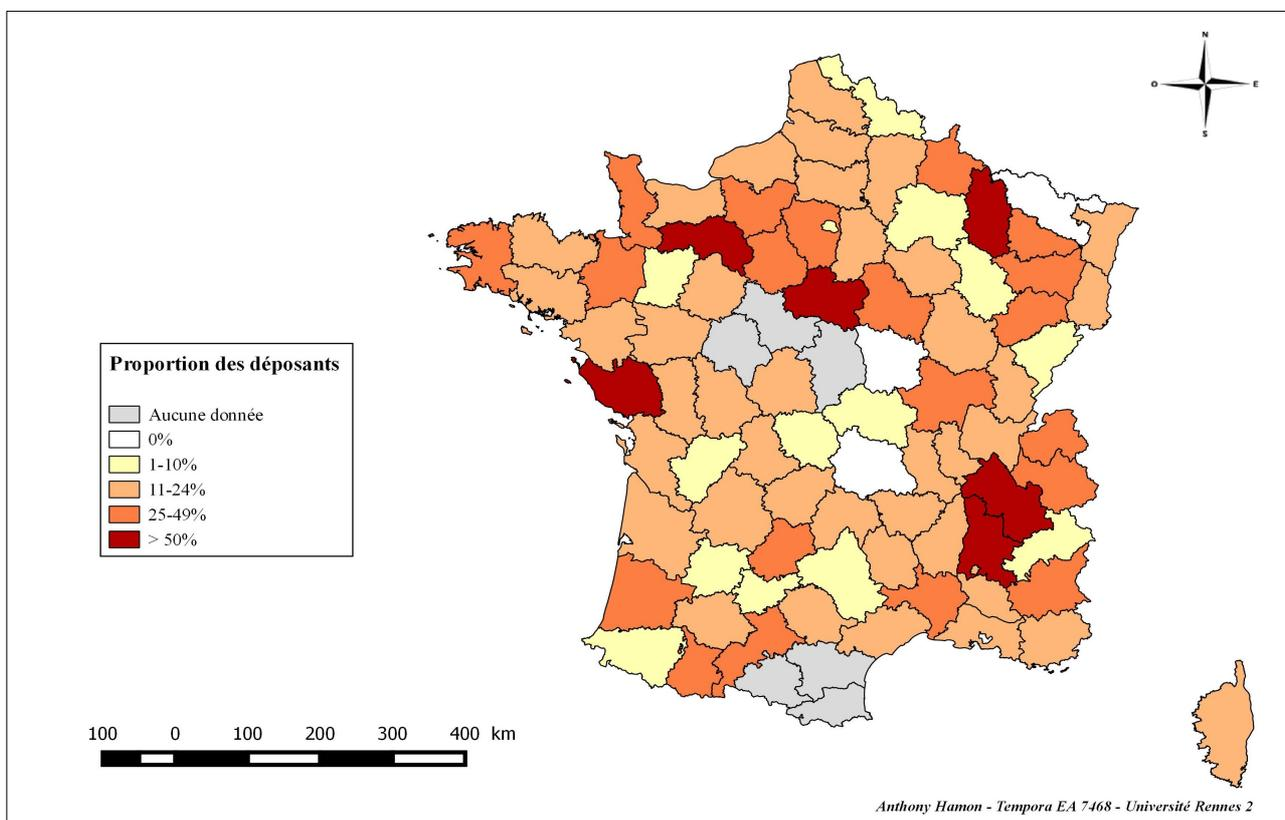 N
O
E
S
Proportion des déposants
Aucune donnée
0%
1-10%
11-24%
25-49%
> 50%
100 0 100 200 300 400 km
Anthony Hamon - Tempora EA 7468 - Université Rennes 2